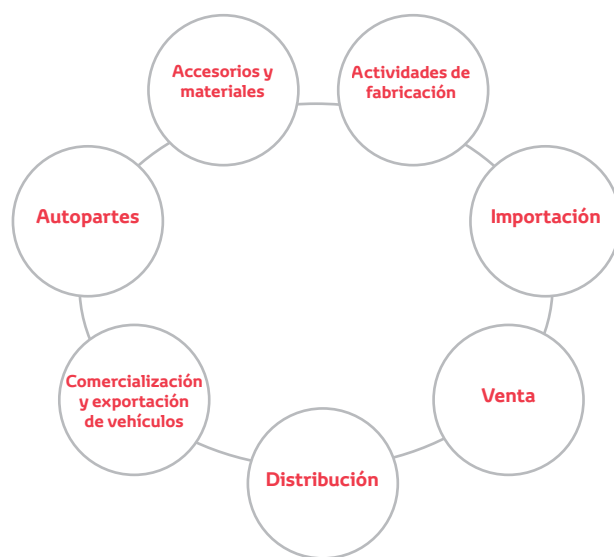 Accesorios y
materiales
Actividades de
fabricación
Autopartes
Importación
Comercialización
y exportación
de vehículos
Venta
Distribución